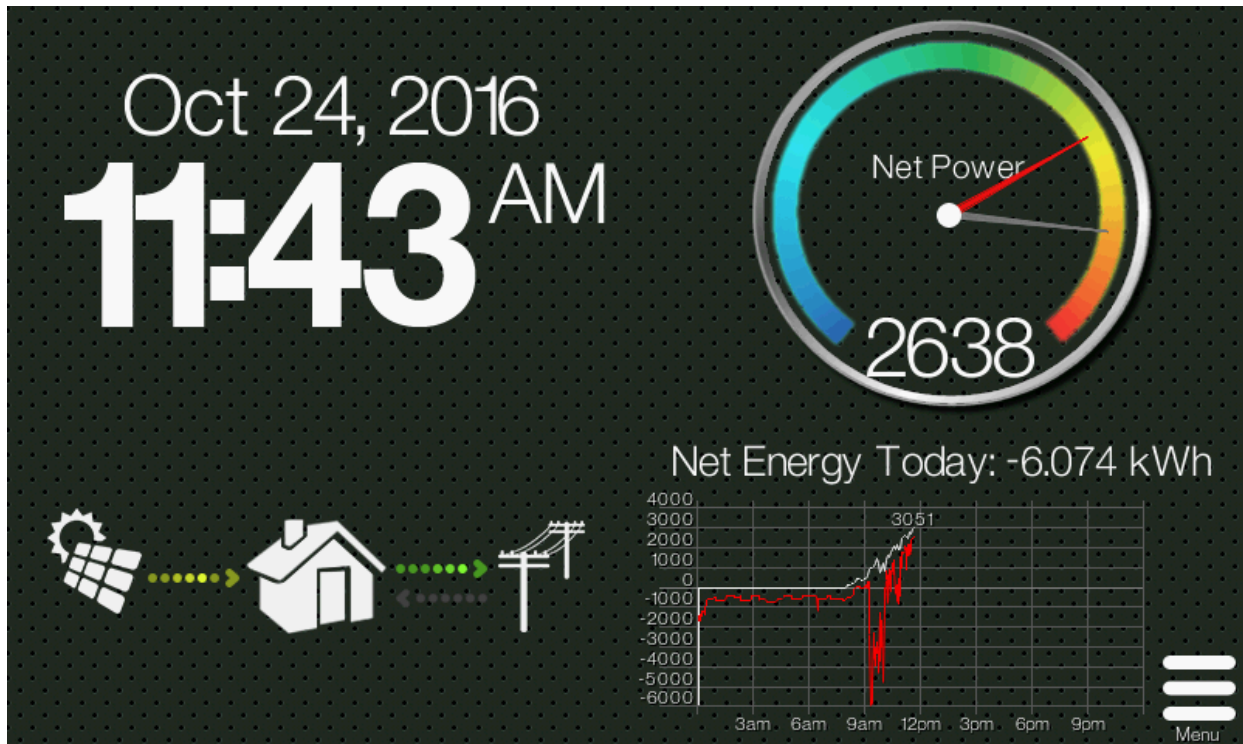 Oct 24, 2016
11:43 AM
Net Power
2638
Net Energy Today: -6.074 kWh
4000
3000
2000
1000
0
-1000
-2000
-3000
-4000
-5000
-6000
3051
3am 6am 9am 12pm 3pm 6pm 9pm
Menu